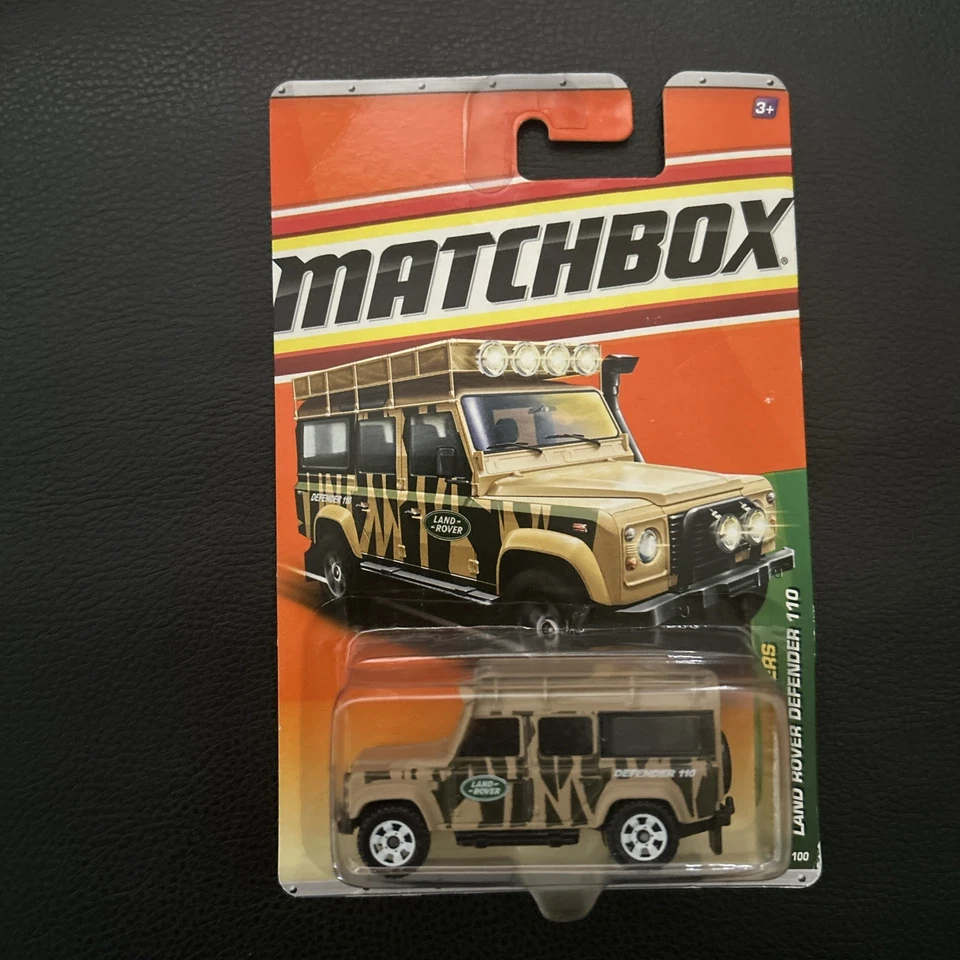 3+
MATCHBOX®
DEFENDER 110
LAND-
-ROVER
LAND ROVER DEFENDER 110
LAND-
-ROVER
DEFENDER 110
100